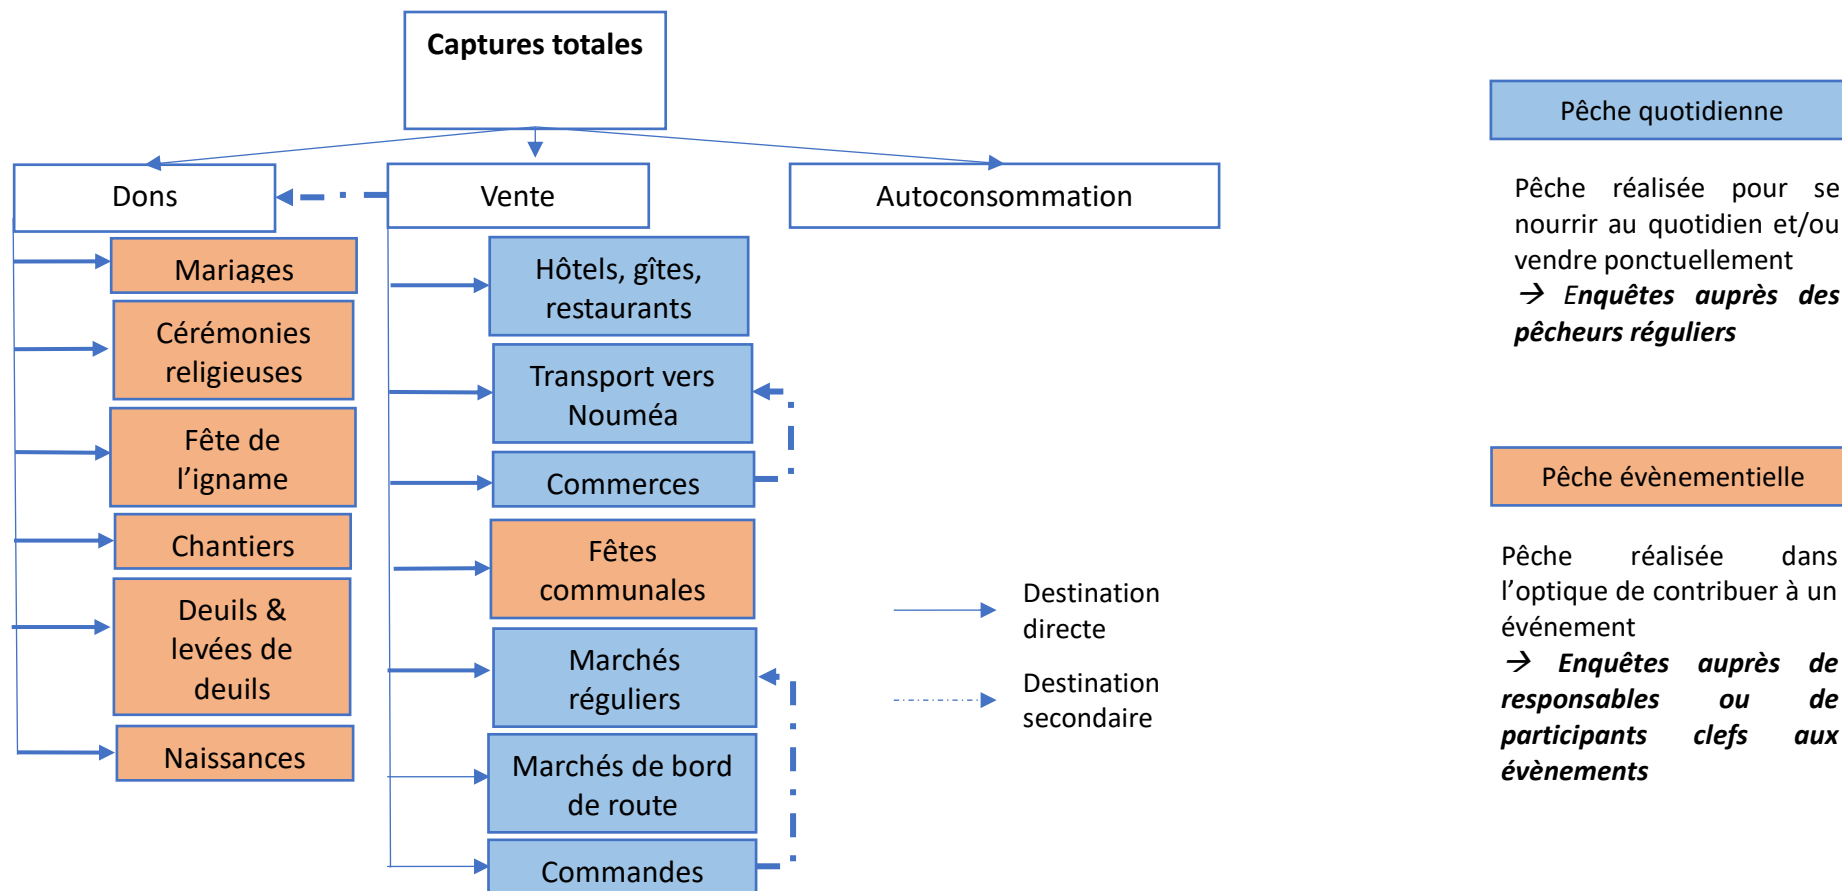 Captures totales
Dons
Vente
Autoconsommation
Mariages
Cérémonies
religieuses
Fête de
l’igname
Chantiers
Deuils &
levées de
deuils
Naissances
Hôtels, gîtes,
restaurants
Transport vers
Nouméa
Commerces
Fêtes
communales
Marchés
réguliers
Marchés de bord
de route
Commandes
Destination
directe
Destination
secondaire
Pêche quotidienne
Pêche réalisée pour se
nourrir au quotidien et/ou
vendre ponctuellement
→ Enquêtes auprès des
pêcheurs réguliers
Pêche évènementielle
Pêche réalisée dans
l’optique de contribuer à un
événement
→ Enquêtes auprès de
responsables ou de
participants clefs aux
évènements